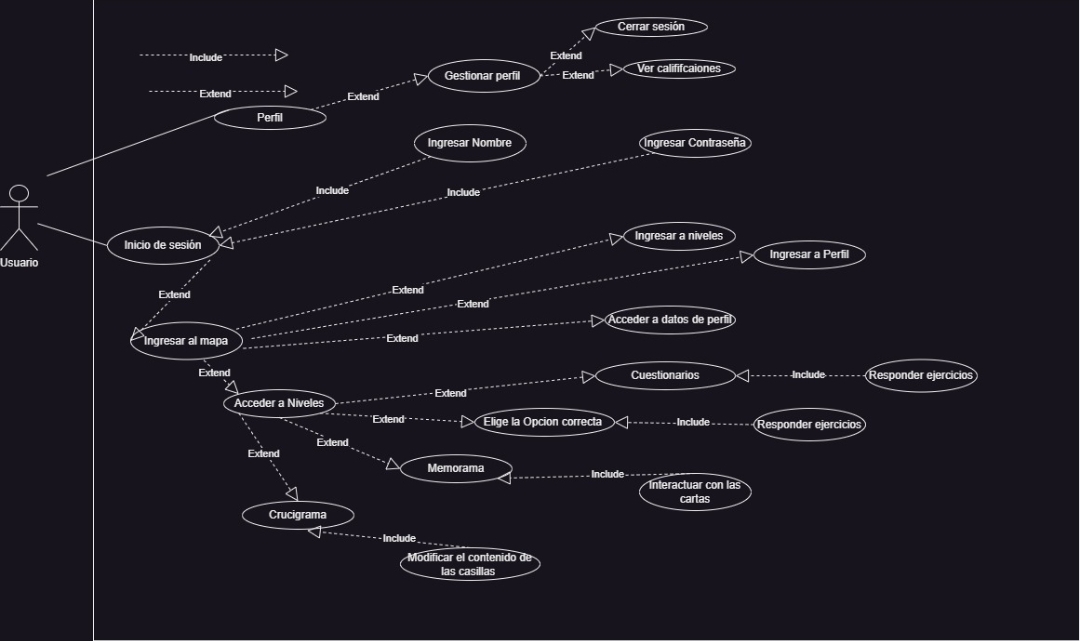 Cerrar sesión
Include
Extend
Extend
Gestionar perfil
Extend
Ver calififcaiones
Extend
Perfil
Ingresar Nombre
Ingresar Contraseña
Include
Include
Usuario
Inicio de sesión
Ingresar a niveles
Ingresar a Perfil
Extend
Extend
Extend
Acceder a datos de perfil
Extend
Ingresar al mapa
Extend
Cuestionarios
Include
Responder ejercicios
Extend
Acceder a Niveles
Extend
Elige la Opcion correcta
Include
Responder ejercicios
Extend
Extend
Memorama
Include
Interactuar con las
cartas
Crucigrama
Include
Modificar el contenido de
las casillas